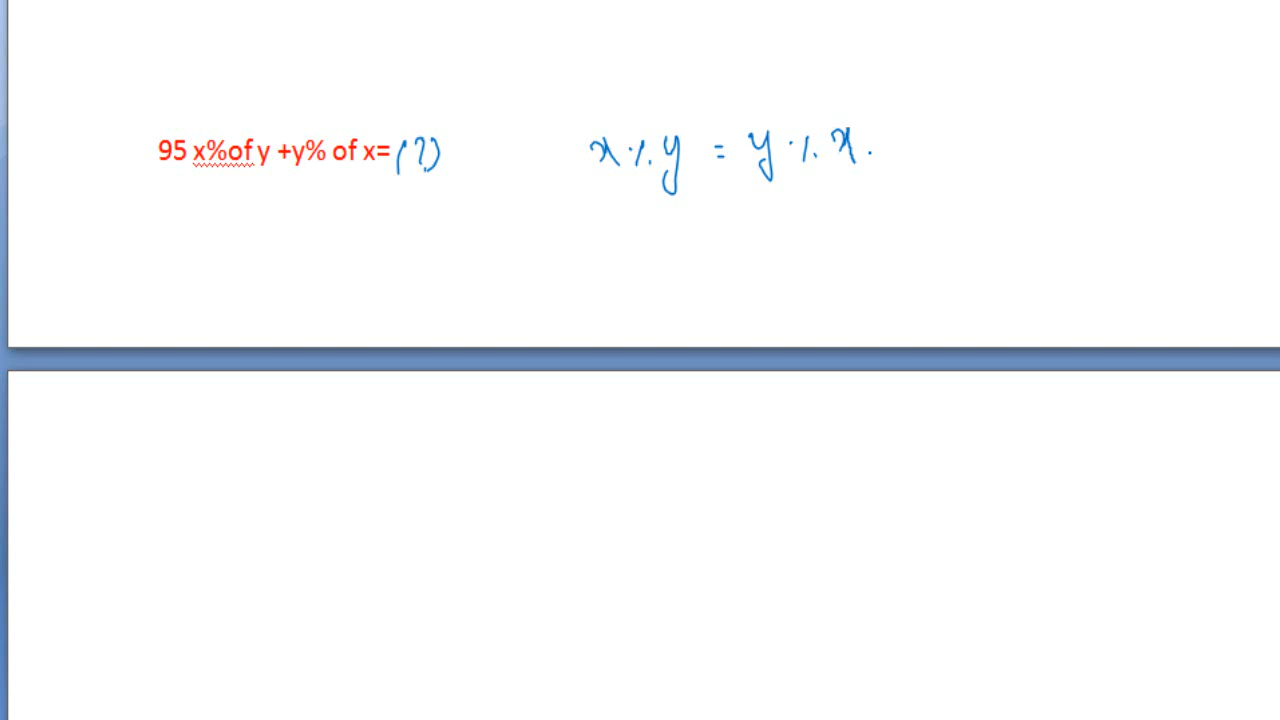 95 x%of y +y% of x= (?) x % y = y % x.